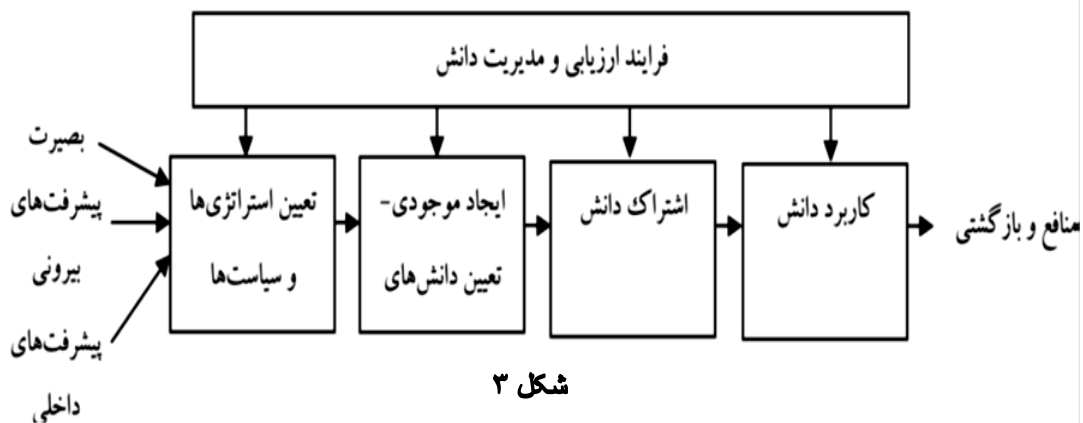 فرایند ارزیابی و مدیریت دانش
بصیرت
پیشرفت‌های
بیرونی
پیشرفت‌های
داخلی
تعیین استراتژی‌ها
و سیاست‌ها
ایجاد موجودی-
تعیین دانش‌های
اشتراک دانش
کاربرد دانش
منافع و بازگشتی
شکل ۳